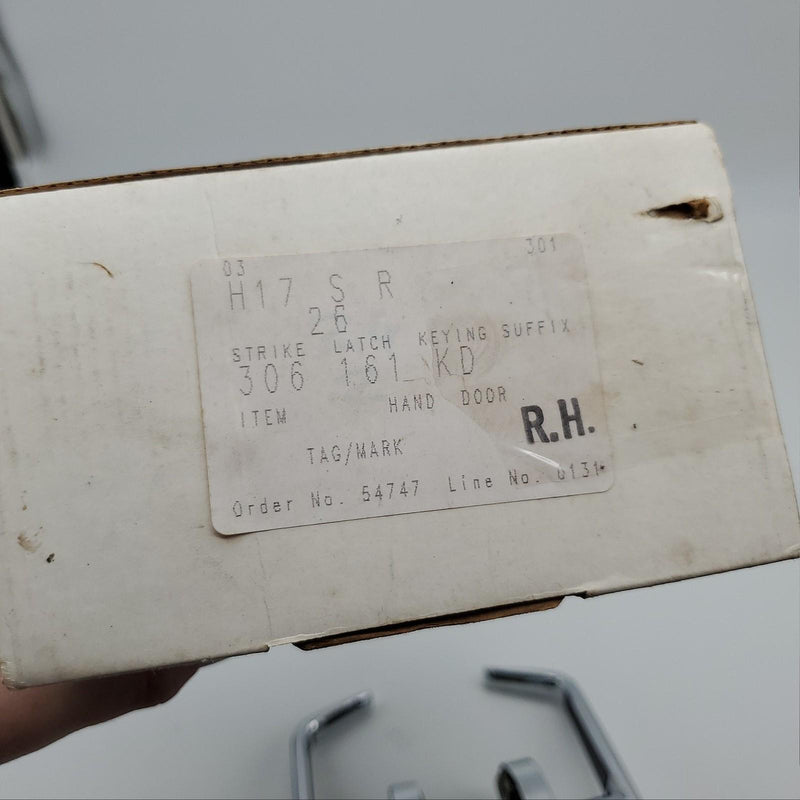 03 301
H17 S R
26
STRIKE LATCH KEYING SUFFIX
306 161 KD
ITEM HAND DOOR
R.H.
TAG/MARK
Order No. 54747 Line No. 0131